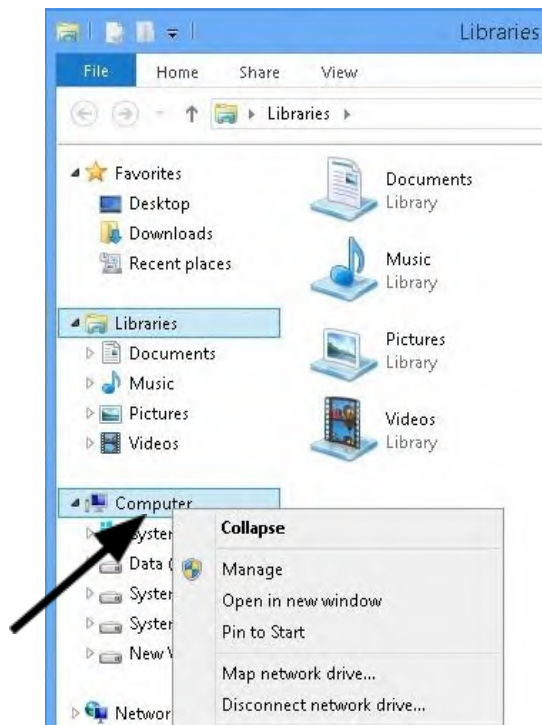 Libraries
File Home Share View
Libraries
Favorites
Desktop
Downloads
Recent places
Libraries
Documents
Music
Pictures
Videos
Computer
Data (
New
Documents
Library
Music
Library
Pictures
Library
Videos
Library
Collapse
Manage
Open in new window
Pin to Start
Map network drive...
Disconnect network drive...